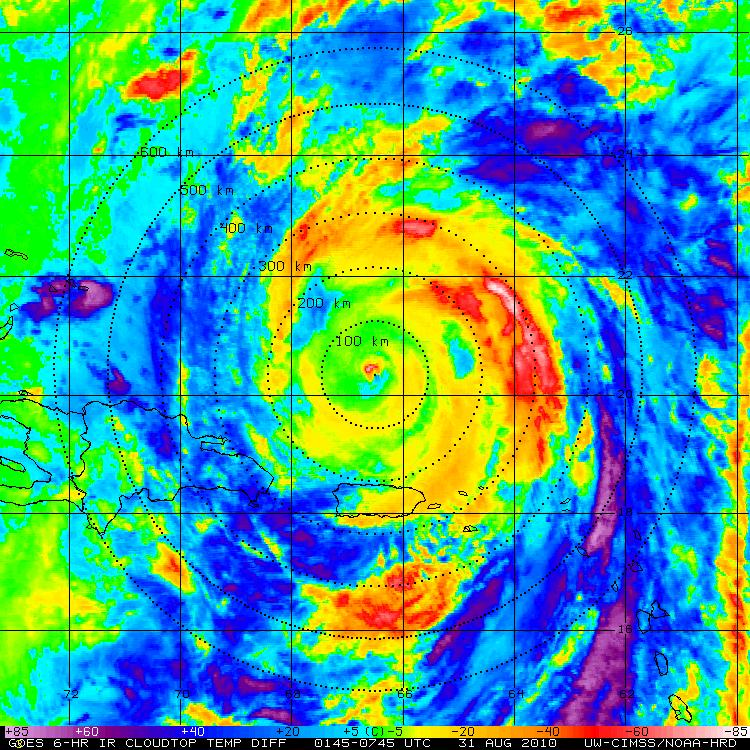 28
600 km
24
500 km
400 km
300 km
22
200 km
100 km
20
18
16
72 70 68 66 64 62
+85 +60 +40 +20 +5 (C) -5 -20 -40 -60 -85
GOES 6-HR IR CLOUDTOP TEMP DIFF 0145-0745 UTC 31 AUG 2010 UW-CIMSS/NOAA-HRD